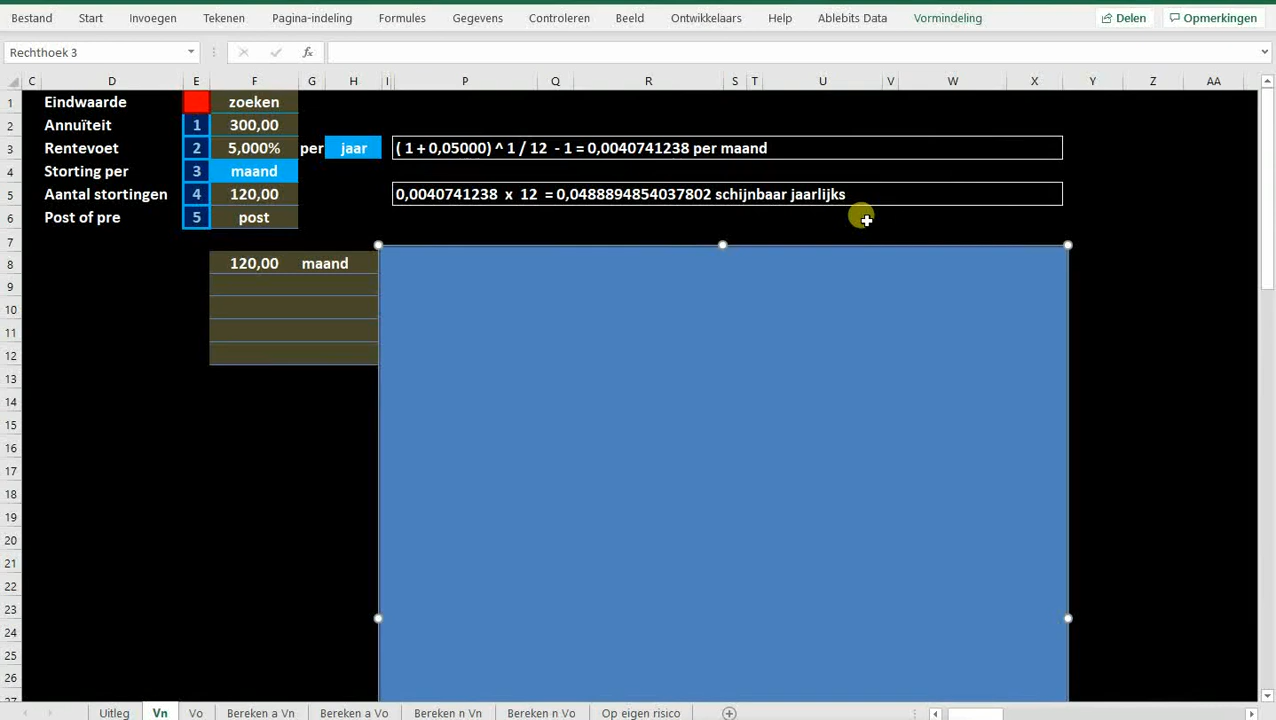 Bestand Start Invoegen Tekenen Pagina-indeling Formules Gegevens Controleren Beeld Ontwikkelaars Help Ablebits Data Vormindeling Delen Opmerkingen
Rechthoek 3 fx
C D E F G H I P Q R S T U V W X Y Z AA
1 Eindwaarde zoeken
2 Annuïteit 1 300,00
3 Rentevoet 2 5,000% per jaar ( 1 + 0,05000) ^ 1 / 12 - 1 = 0,0040741238 per maand
4 Storting per 3 maand
5 Aantal stortingen 4 120,00 0,0040741238 x 12 = 0,0488894854037802 schijnbaar jaarlijks
6 Post of pre 5 post
7
8 120,00 maand
9
10
11
12
13
14
15
16
17
18
19
20
21
22
23
24
25
26
27
Uitleg Vn Vo Bereken a Vn Bereken a Vo Bereken n Vn Bereken n Vo Op eigen risico